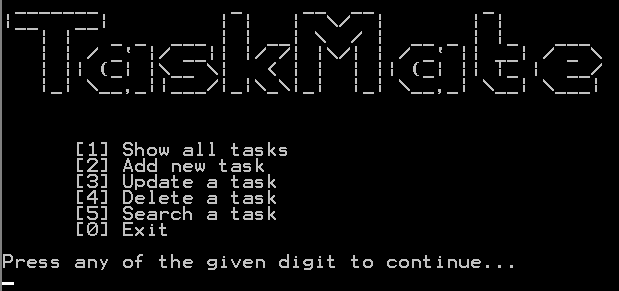 TaskMate
[1] Show all tasks
[2] Add new task
[3] Update a task
[4] Delete a task
[5] Search a task
[0] Exit
Press any of the given digit to continue...